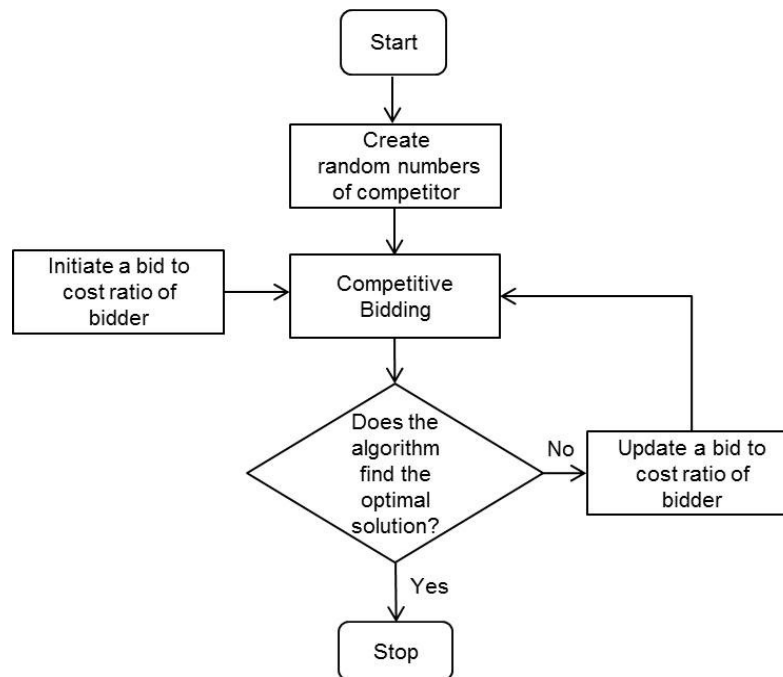 Start
Create
random numbers
of competitor
Initiate a bid to
cost ratio of
bidder
Competitive
Bidding
Does the
algorithm
find the
optimal
solution?
No
Update a bid to
cost ratio of
bidder
Yes
Stop